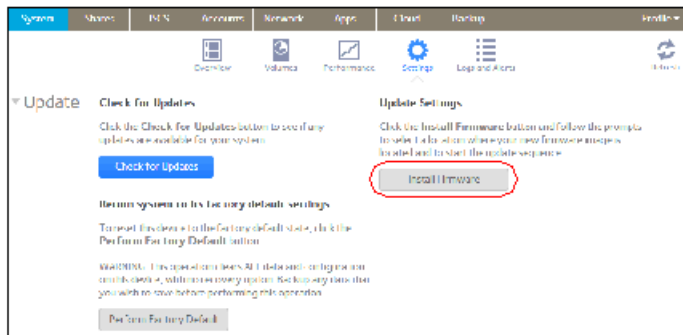 System Shares iSCSI Accounts Network Apps Cloud Backup Profile
Overview Volumes Performance Settings Logs and Alerts Refresh
Update
Check for Updates
Click the Check for Updates button to see if any
updates are available for your system
Check for Updates
Return system to its factory default settings
To reset this device to the factory default state, click the
Perform Factory Default button
WARNING: This operation clears ALL data and configuration
on this device, with no recovery option. Backup any data that
you wish to save before performing this operation
Perform Factory Default
Update Settings
Click the Install Firmware button and follow the prompts
to select a location where your new firmware image is
located and to start the update sequence
Install Firmware